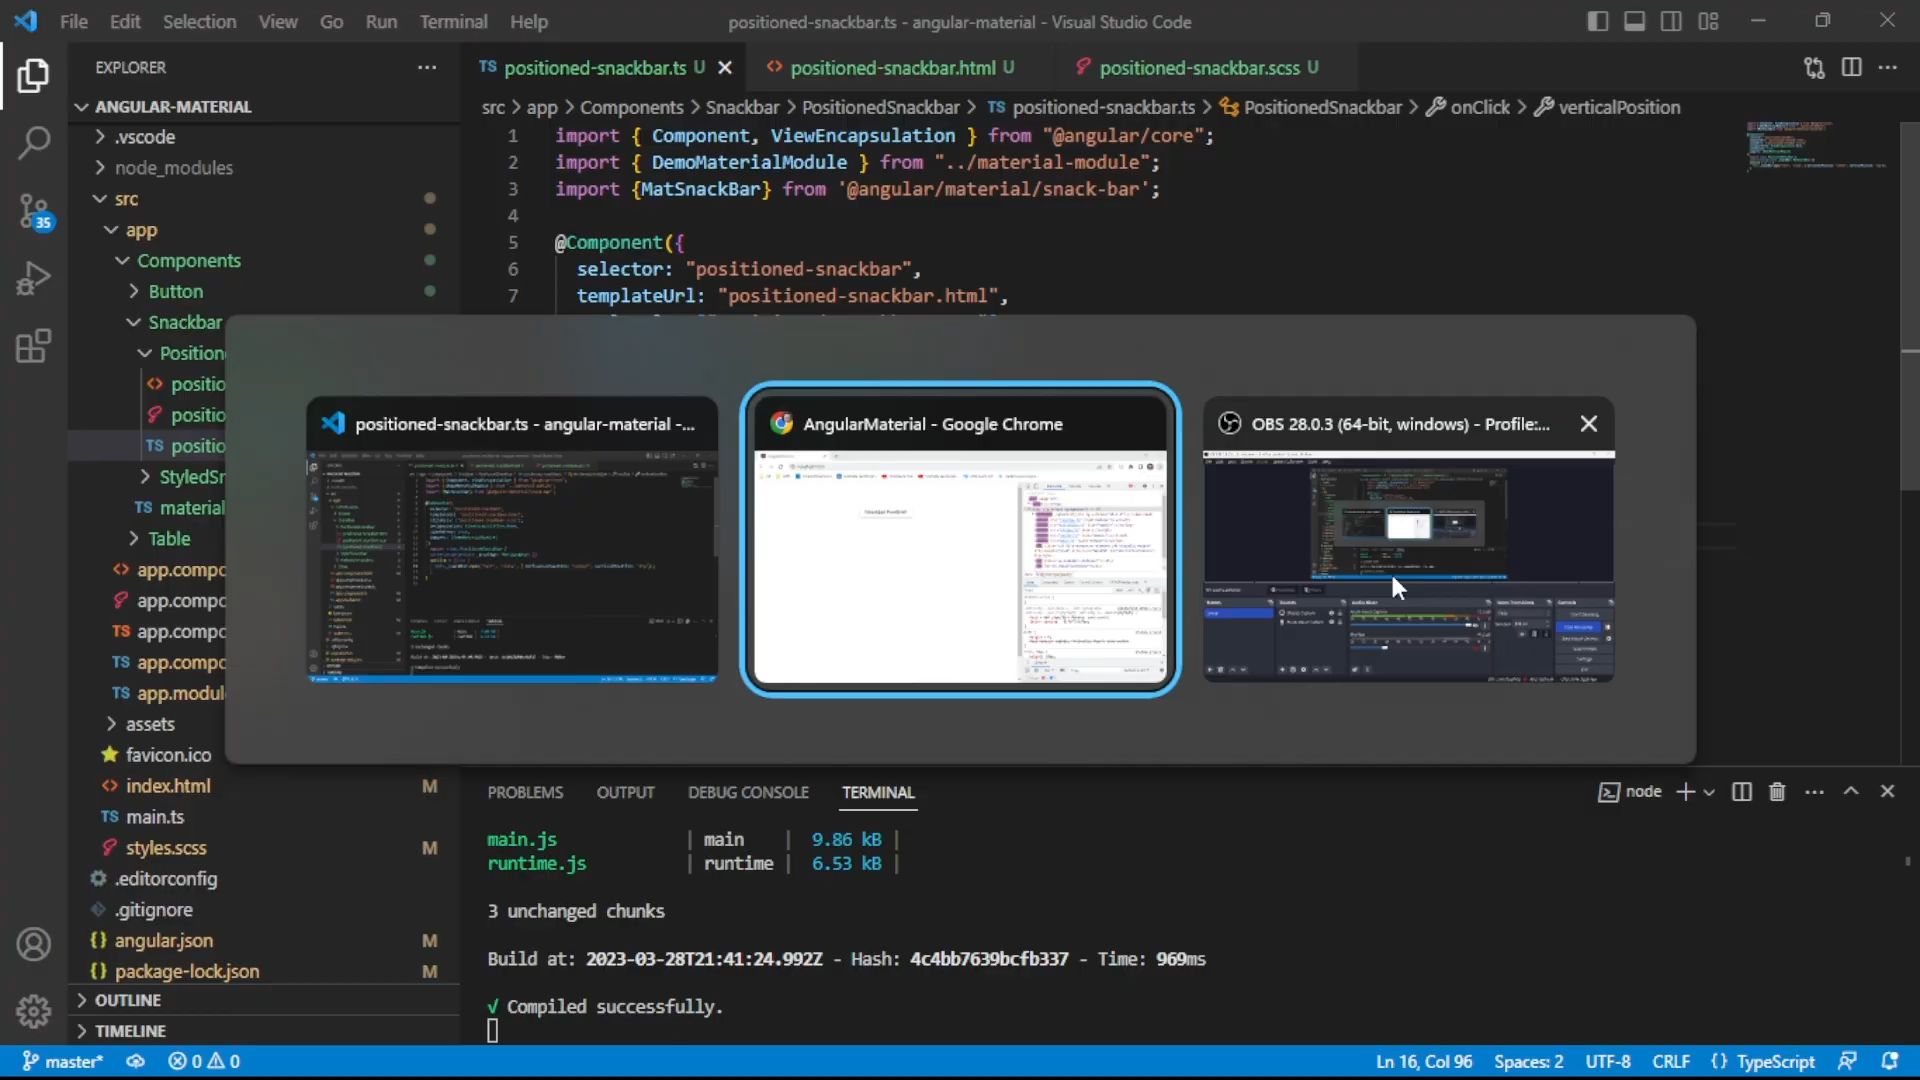 File Edit Selection View Go Run Terminal Help
positioned-snackbar.ts - angular-material - Visual Studio Code
EXPLORER
ANGULAR-MATERIAL
.vscode
node_modules
src
app
Components
Button
Snackbar
Position
positio
positio
positio
StyledSn
material
Table
app.compo
app.compo
app.compo
app.compo
app.modul
assets
favicon.ico
index.html M
main.ts
styles.scss M
.editorconfig
.gitignore
angular.json M
package-lock.json M
OUTLINE
TIMELINE
35
positioned-snackbar.ts U
positioned-snackbar.html U
positioned-snackbar.scss U
src > app > Components > Snackbar > PositionedSnackbar > TS positioned-snackbar.ts > PositionedSnackbar > onClick > verticalPosition
1 import { Component, ViewEncapsulation } from "@angular/core";
2 import { DemoMaterialModule } from "../material-module";
3 import {MatSnackBar} from '@angular/material/snack-bar';
4
5 @Component({
6 selector: "positioned-snackbar",
7 templateUrl: "positioned-snackbar.html",
positioned-snackbar.ts - angular-material -...
AngularMaterial - Google Chrome
OBS 28.0.3 (64-bit, windows) - Profile:...
PROBLEMS OUTPUT DEBUG CONSOLE TERMINAL
node
main.js | main | 9.86 kB |
runtime.js | runtime | 6.53 kB |
3 unchanged chunks
Build at: 2023-03-28T21:41:24.992Z - Hash: 4c4bb7639bcfb337 - Time: 969ms
√ Compiled successfully.
master* 0 0
Ln 16, Col 96 Spaces: 2 UTF-8 CRLF {} TypeScript